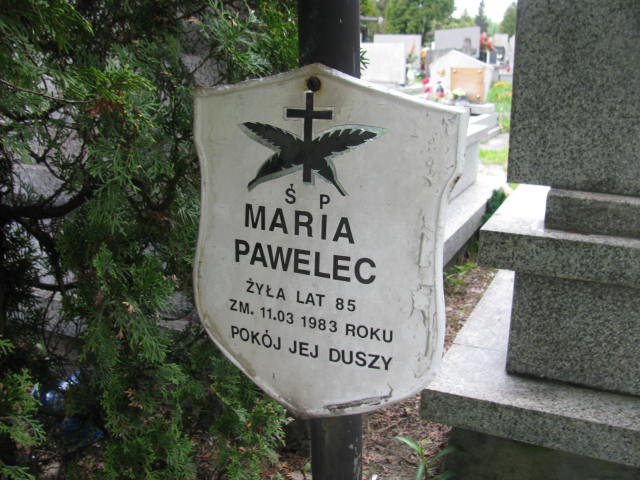 Ś P
MARIA
PAWELEC
ŻYŁA LAT 85
ZM. 11.03 1983 ROKU
POKÓJ JEJ DUSZY